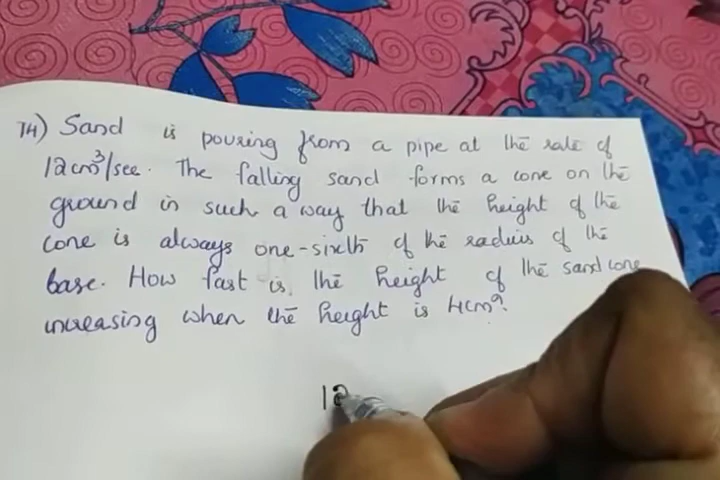 74) Sand is pouring from a pipe at the rate of
12cm³/sec. The falling sand forms a cone on the
ground in such a way that the height of the
cone is always one-sixth of the radius of the
base. How fast is the height of the sand cone
increasing when the height is 4cm?
12